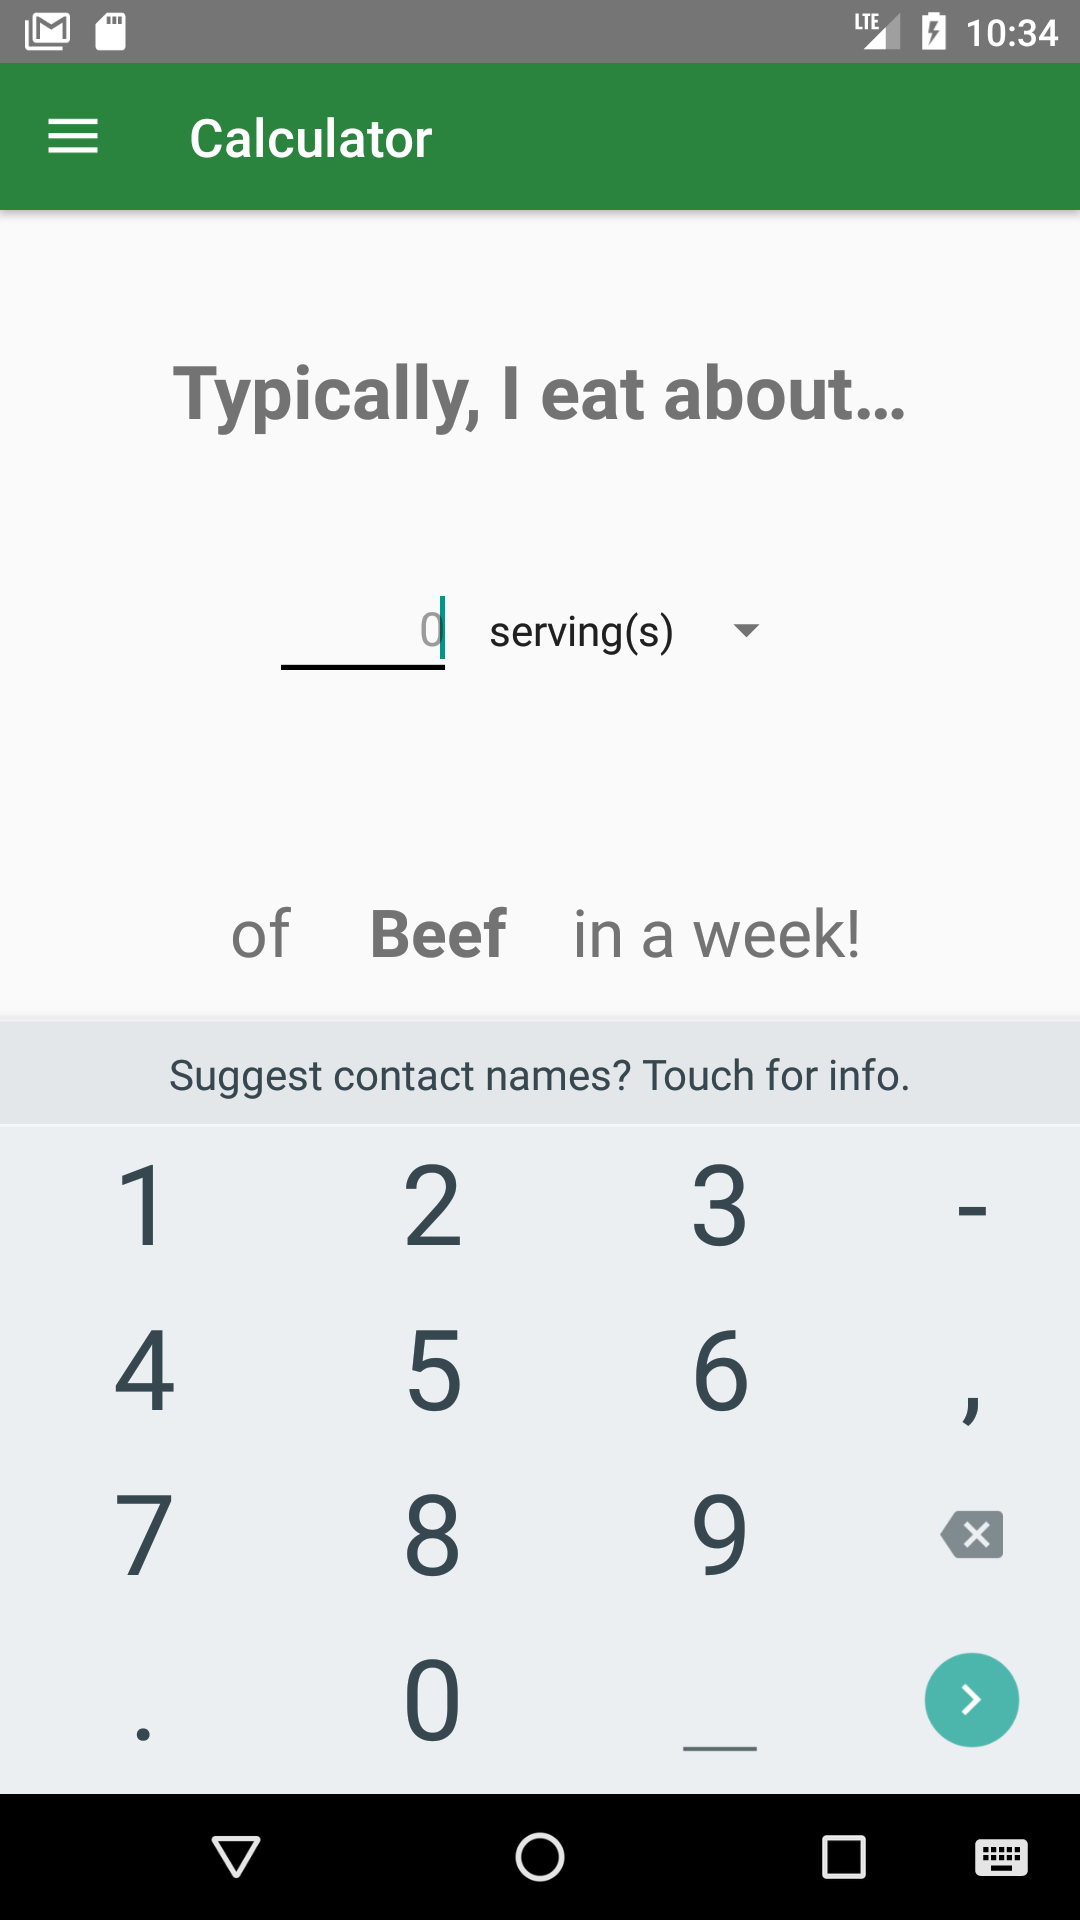 LTE 10:34
Calculator
Typically, I eat about...
0 serving(s)
of Beef in a week!
Suggest contact names? Touch for info.
1 2 3 -
4 5 6 ,
7 8 9
. 0